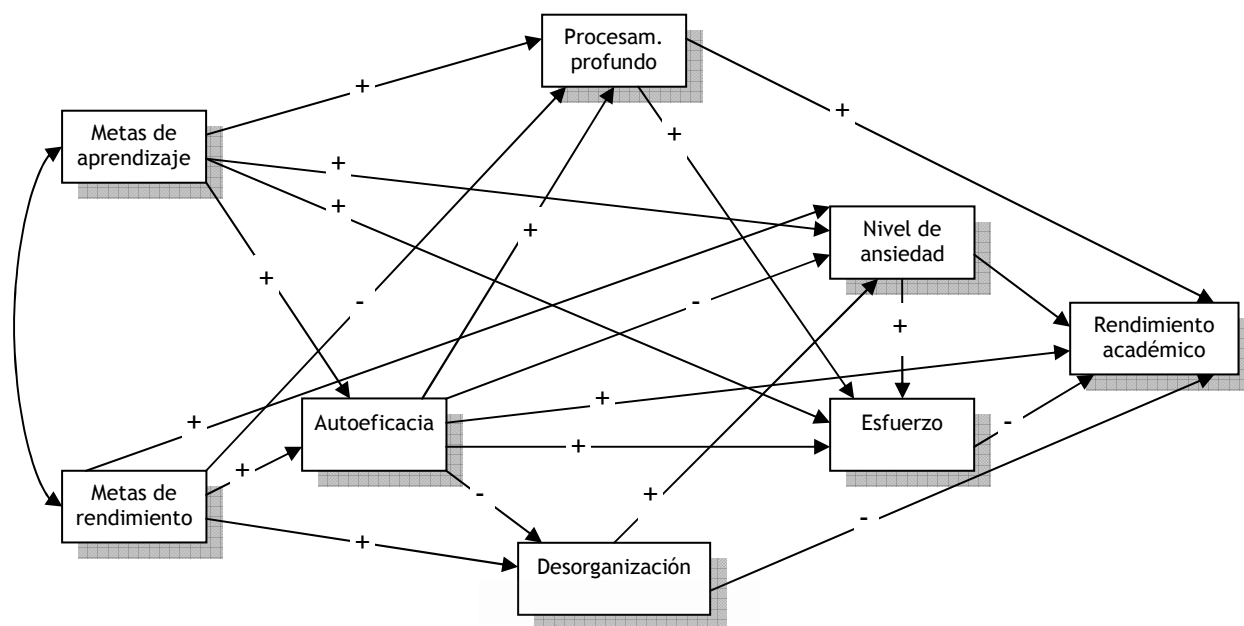 Procesam.
profundo
+
+
Metas de
aprendizaje
+
+
+
+
Nivel de
ansiedad
+
+
-
-
+
Rendimiento
académico
+
Autoeficacia
+
Esfuerzo
+
-
Metas de
rendimiento
+
-
+
-
+
Desorganización